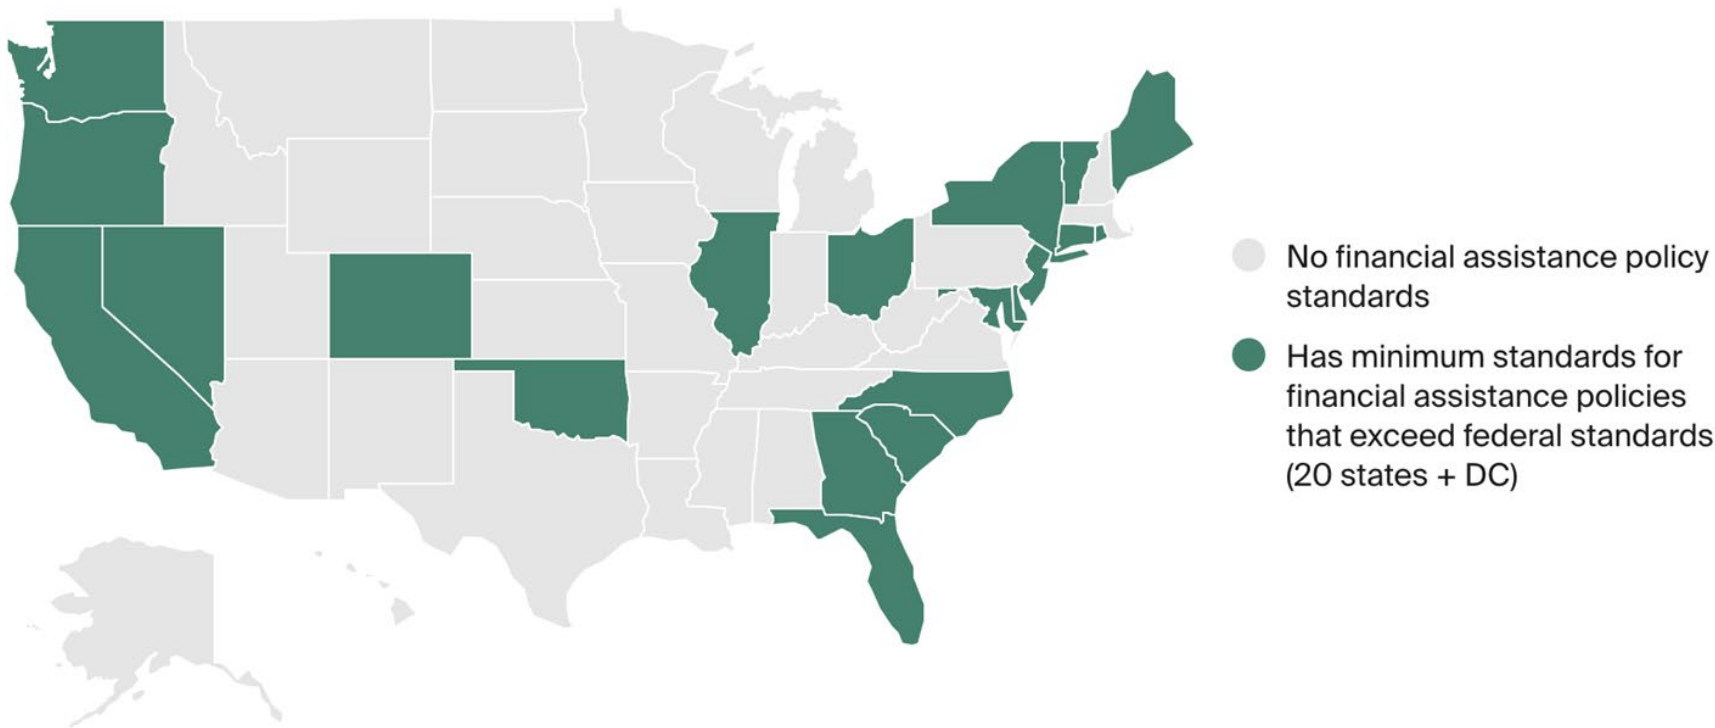 No financial assistance policy
standards
Has minimum standards for
financial assistance policies
that exceed federal standards
(20 states + DC)